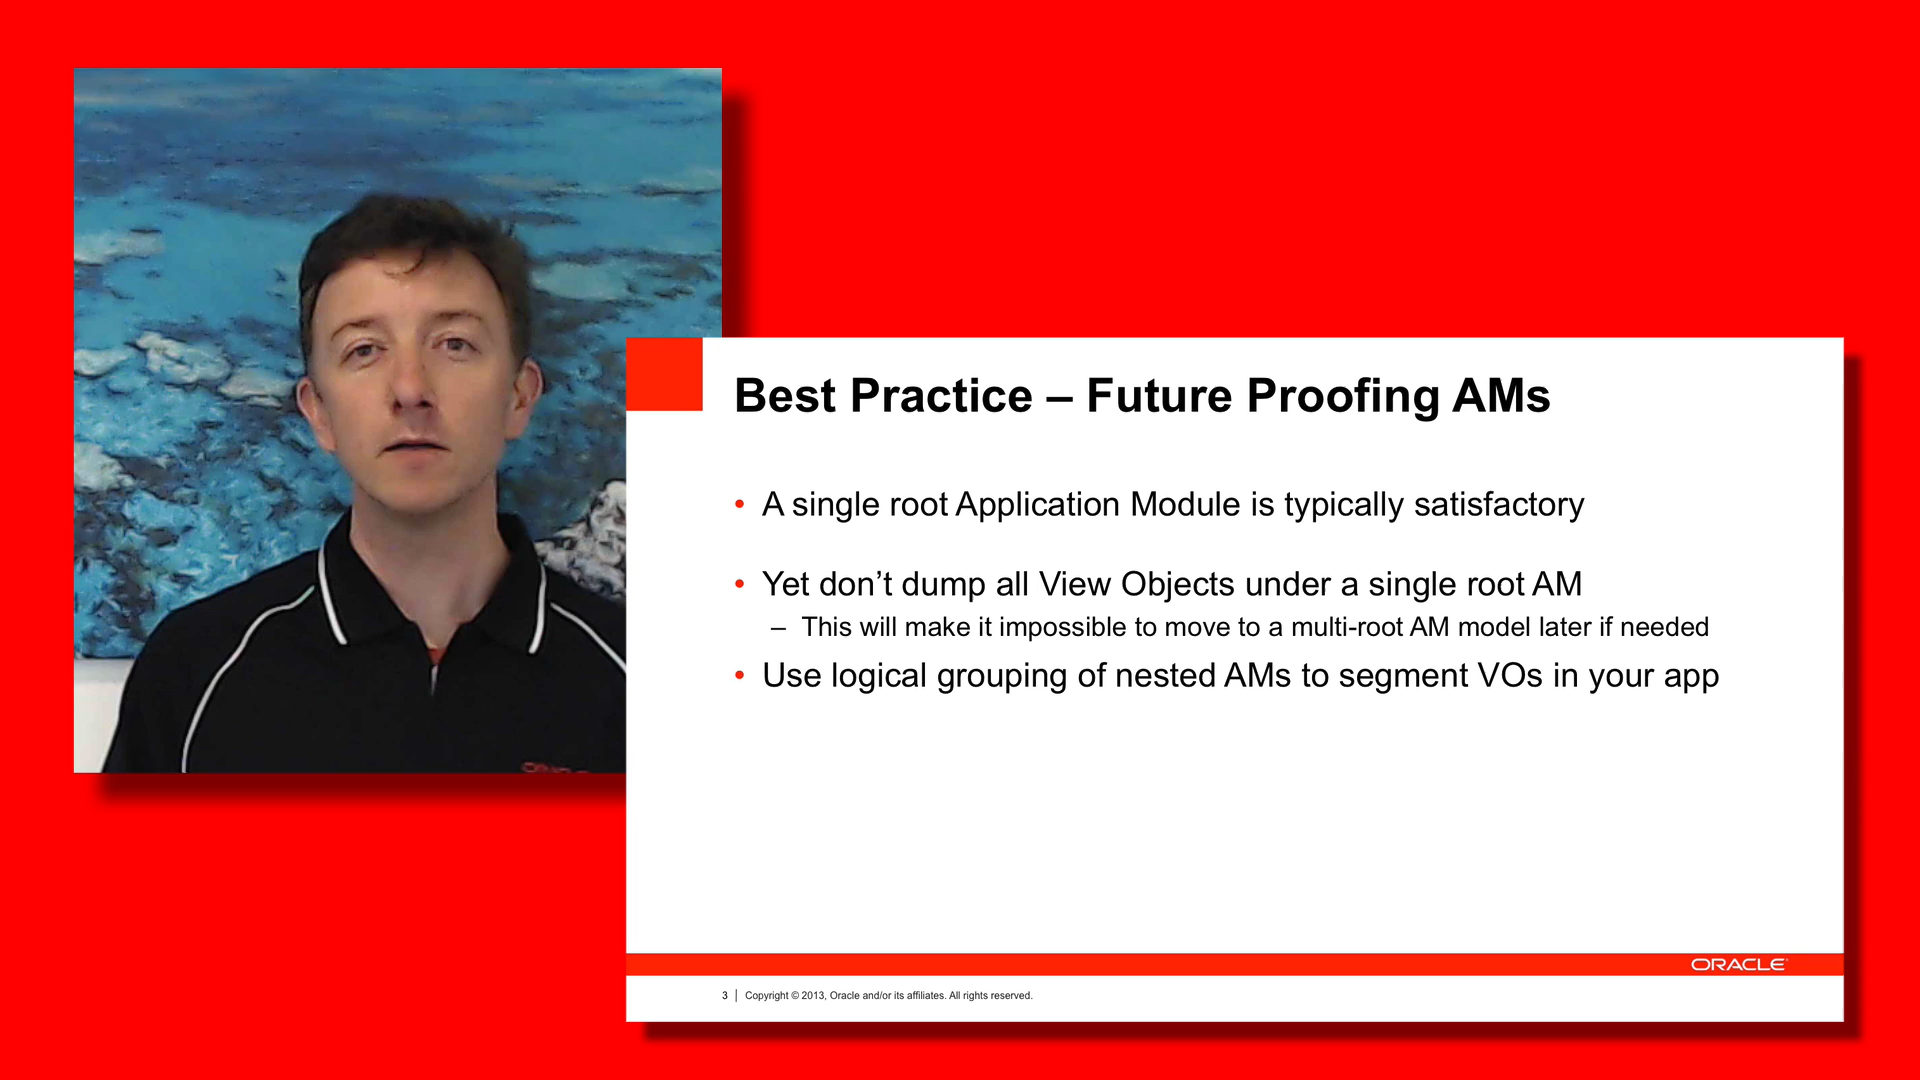 Best Practice – Future Proofing AMs
• A single root Application Module is typically satisfactory
• Yet don’t dump all View Objects under a single root AM
– This will make it impossible to move to a multi-root AM model later if needed
• Use logical grouping of nested AMs to segment VOs in your app
ORACLE
3 | Copyright © 2013, Oracle and/or its affiliates. All rights reserved.